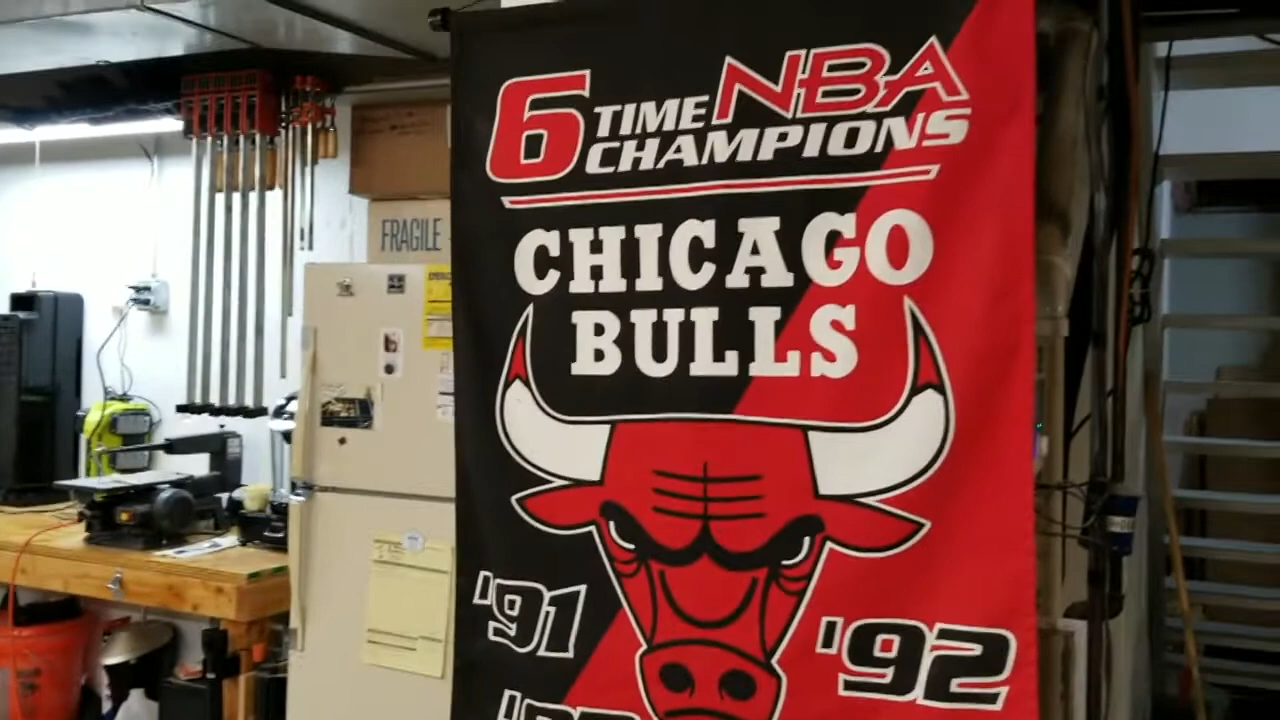 6 TIME NBA
CHAMPIONS
CHICAGO
BULLS
'91
'92
FRAGILE